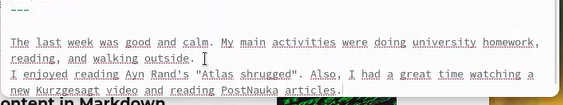 ---
The last week was good and calm. My main activities were doing university homework,
reading, and walking outside.
I enjoyed reading Ayn Rand's "Atlas shrugged". Also, I had a great time watching a
new Kurzgesagt video and reading PostNauka articles.
ontent in Markdown